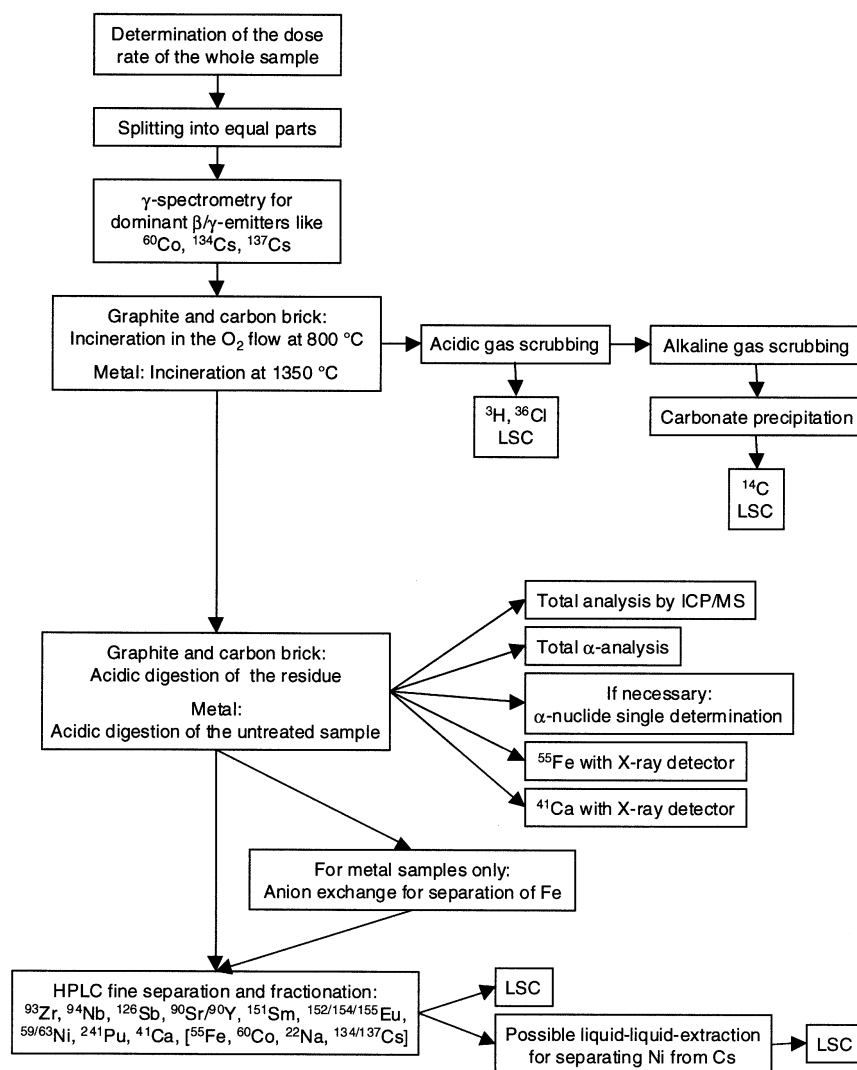 Determination of the dose
rate of the whole sample
Splitting into equal parts
γ-spectrometry for
dominant β/γ-emitters like
⁶⁰Co, ¹³⁴Cs, ¹³⁷Cs
Graphite and carbon brick:
Incineration in the O₂ flow at 800 °C
Metal: Incineration at 1350 °C
Acidic gas scrubbing
Alkaline gas scrubbing
³H, ³⁶Cl
LSC
Carbonate precipitation
¹⁴C
LSC
Graphite and carbon brick:
Acidic digestion of the residue
Metal:
Acidic digestion of the untreated sample
Total analysis by ICP/MS
Total α-analysis
If necessary:
α-nuclide single determination
⁵⁵Fe with X-ray detector
⁴¹Ca with X-ray detector
For metal samples only:
Anion exchange for separation of Fe
HPLC fine separation and fractionation:
⁹³Zr, ⁹⁴Nb, ¹²⁶Sb, ⁹⁰Sr/⁹⁰Y, ¹⁵¹Sm, ¹⁵²/¹⁵⁴/¹⁵⁵Eu,
⁵⁹/⁶³Ni, ²⁴¹Pu, ⁴¹Ca, [⁵⁵Fe, ⁶⁰Co, ²²Na, ¹³⁴/¹³⁷Cs]
LSC
Possible liquid-liquid-extraction
for separating Ni from Cs
LSC